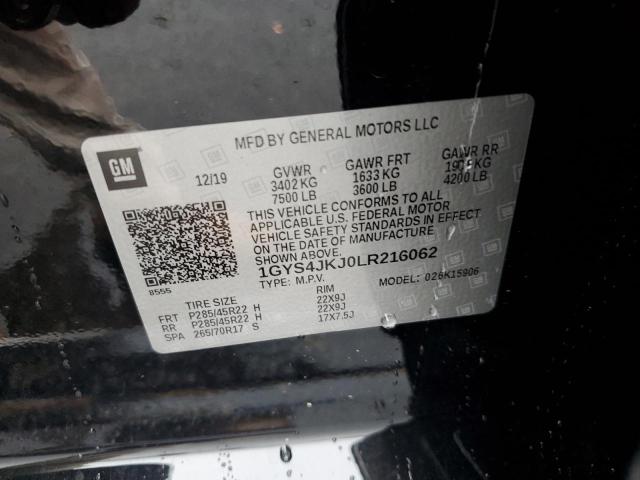 MFD BY GENERAL MOTORS LLC
GM
12/19
GVWR
3402 KG
7500 LB
GAWR FRT
1633 KG
3600 LB
GAWR RR
4200 LB
THIS VEHICLE CONFORMS TO ALL
APPLICABLE U.S. FEDERAL MOTOR
VEHICLE SAFETY STANDARDS IN EFFECT
ON THE DATE OF MANUFACTURE
1GYS4JKJ0LR216062
8555
TYPE: M.P.V.
MODEL: 026K15906
TIRE SIZE RIM
FRT P285/45R22 H 22X9J
RR P285/45R22 H 22X9J
SPA 265/70R17 S 17X7.5J